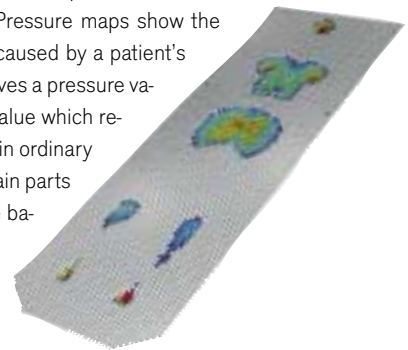 Pressure maps show the
caused by a patient's
ves a pressure va-
alue which re-
in ordinary
ain parts
ba-